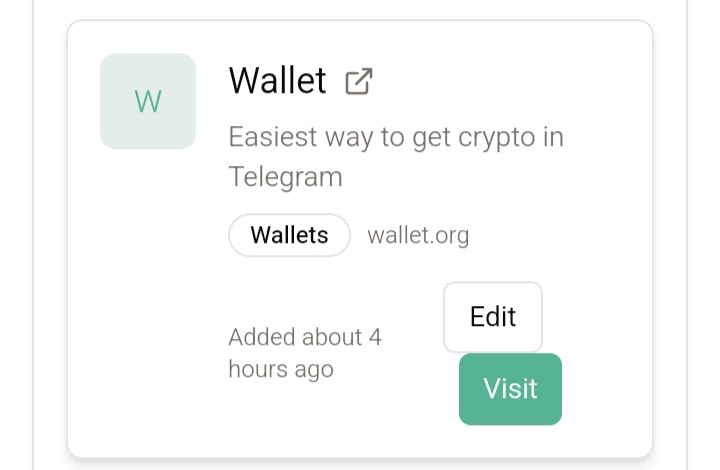 W
Wallet
Easiest way to get crypto in
Telegram
Wallets wallet.org
Added about 4
hours ago
Edit
Visit